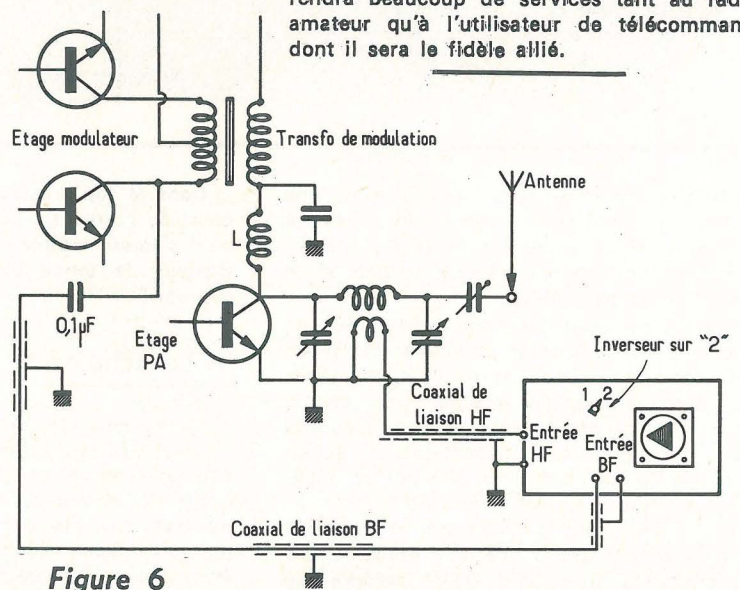 rendra beaucoup de services tant au rad
amateur qu'à l'utilisateur de télécomman
dont il sera le fidèle allié.
Etage modulateur
Transfo de modulation
Antenne
L
0,1µF
Etage
PA
Inverseur sur "2"
1 2
Coaxial de
liaison HF
Entrée
HF
Entrée
BF
Coaxial de liaison BF
Figure 6